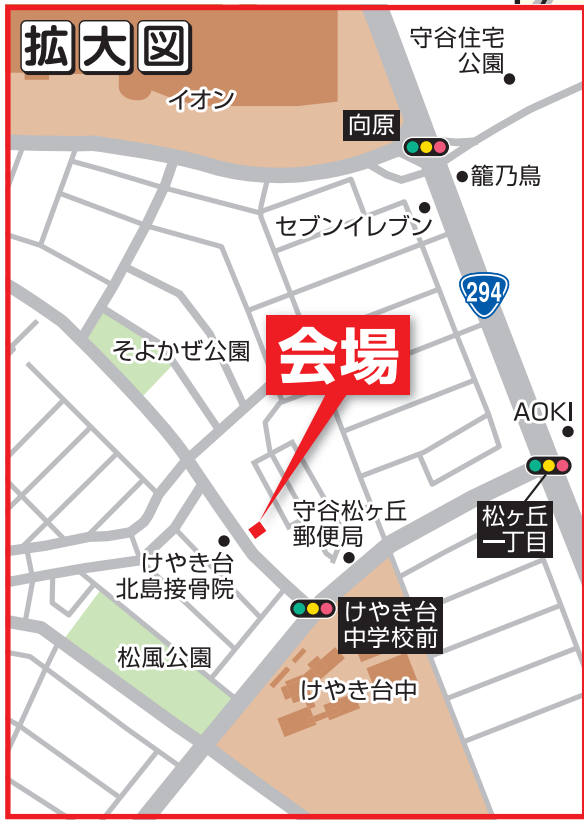 拡大図
守谷住宅
公園
イオン
向原
籠乃鳥
セブンイレブン
294
そよかぜ公園
会場
AOKI
守谷松ヶ丘
郵便局
松ヶ丘
一丁目
けやき台
北島接骨院
けやき台
中学校前
松風公園
けやき台中